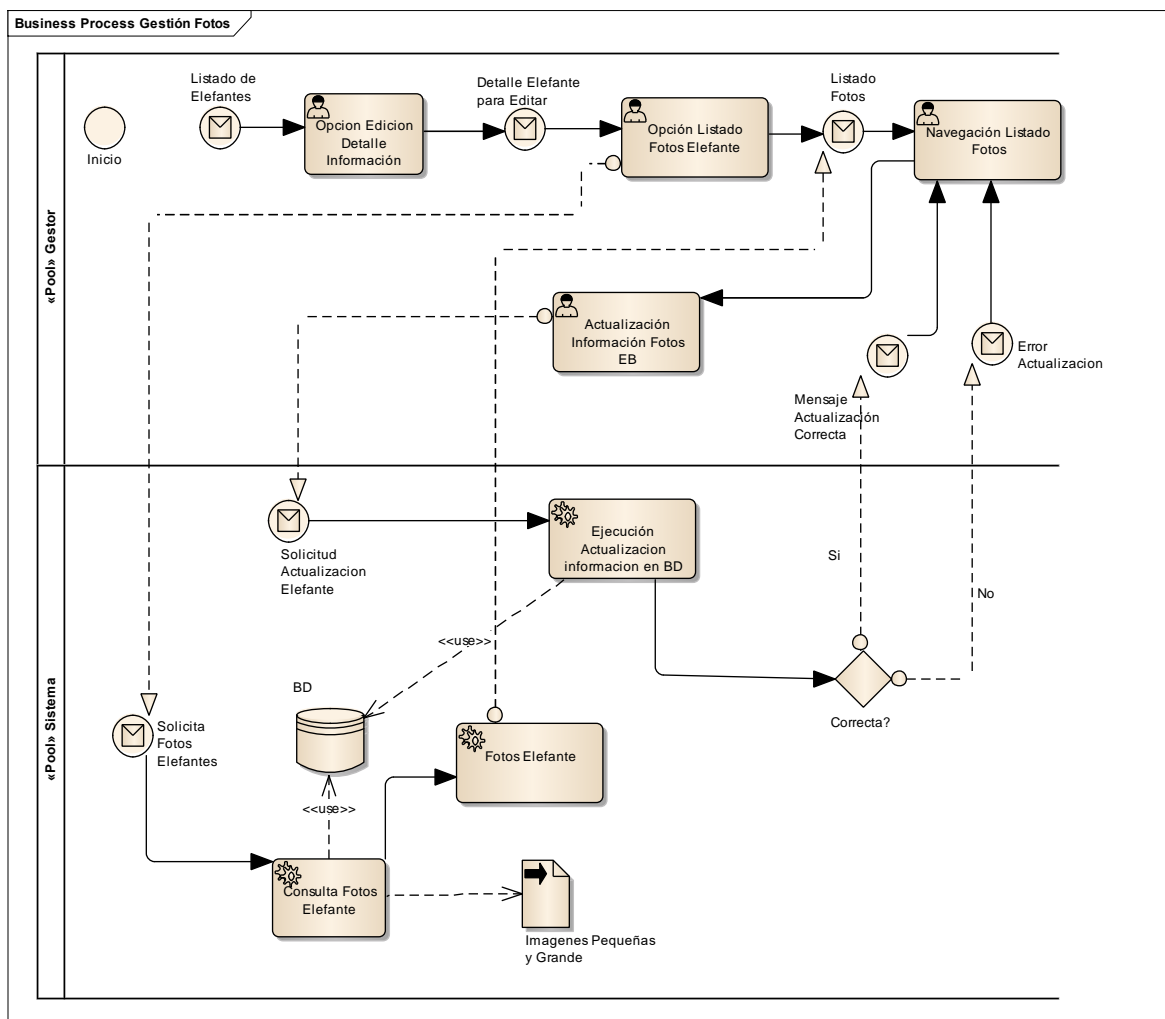 Business Process Gestión Fotos
«Pool» Gestor
Inicio
Listado de
Elefantes
Opcion Edicion
Detalle
Información
Detalle Elefante
para Editar
Opción Listado
Fotos Elefante
Listado
Fotos
Navegación Listado
Fotos
Actualización
Información Fotos
EB
Mensaje
Actualización
Correcta
Error
Actualizacion
«Pool» Sistema
Solicitud
Actualizacion
Elefante
Ejecución
Actualizacion
informacion en BD
Si
No
<<use>>
BD
Correcta?
Solicita
Fotos
Elefantes
Fotos Elefante
<<use>>
Consulta Fotos
Elefante
Imagenes Pequeñas
y Grande